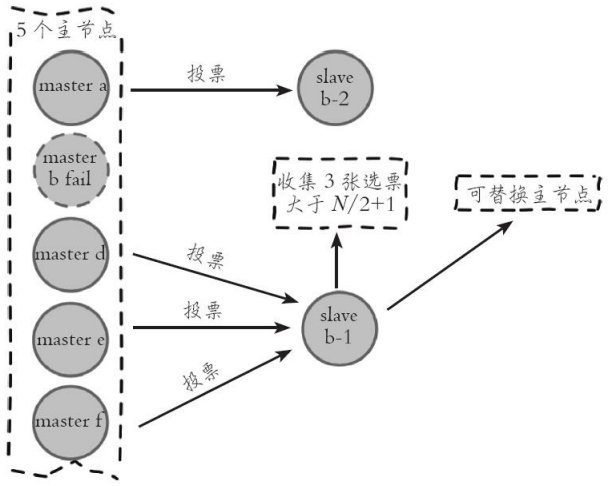 5 个主节点
master a
投票
slave
b-2
master
b fail
收集 3 张选票
大于 N/2+1
可替换主节点
master d
投票
master e
投票
slave
b-1
投票
master f